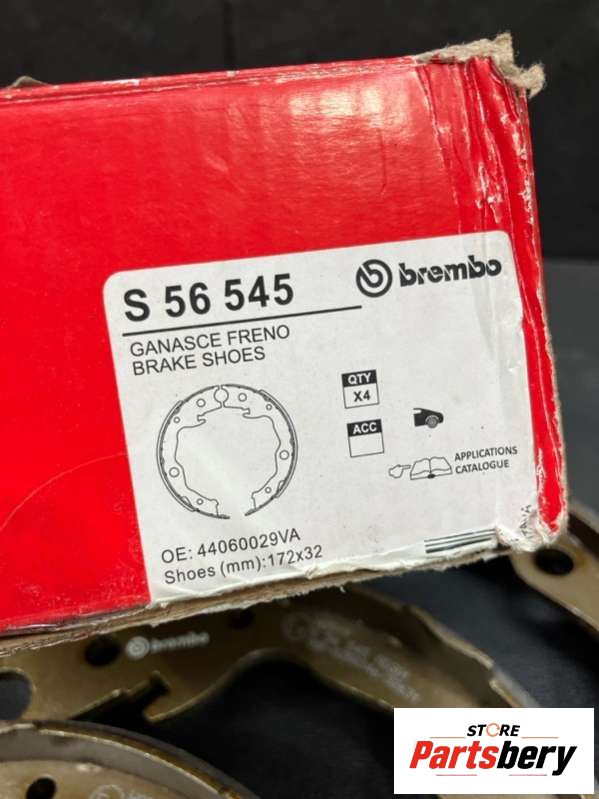 S 56 545
brembo
GANASCE FRENO
BRAKE SHOES
QTY
X4
ACC
APPLICATIONS
CATALOGUE
OE: 44060029VA
Shoes (mm):172x32
brembo
STORE
Partsbery